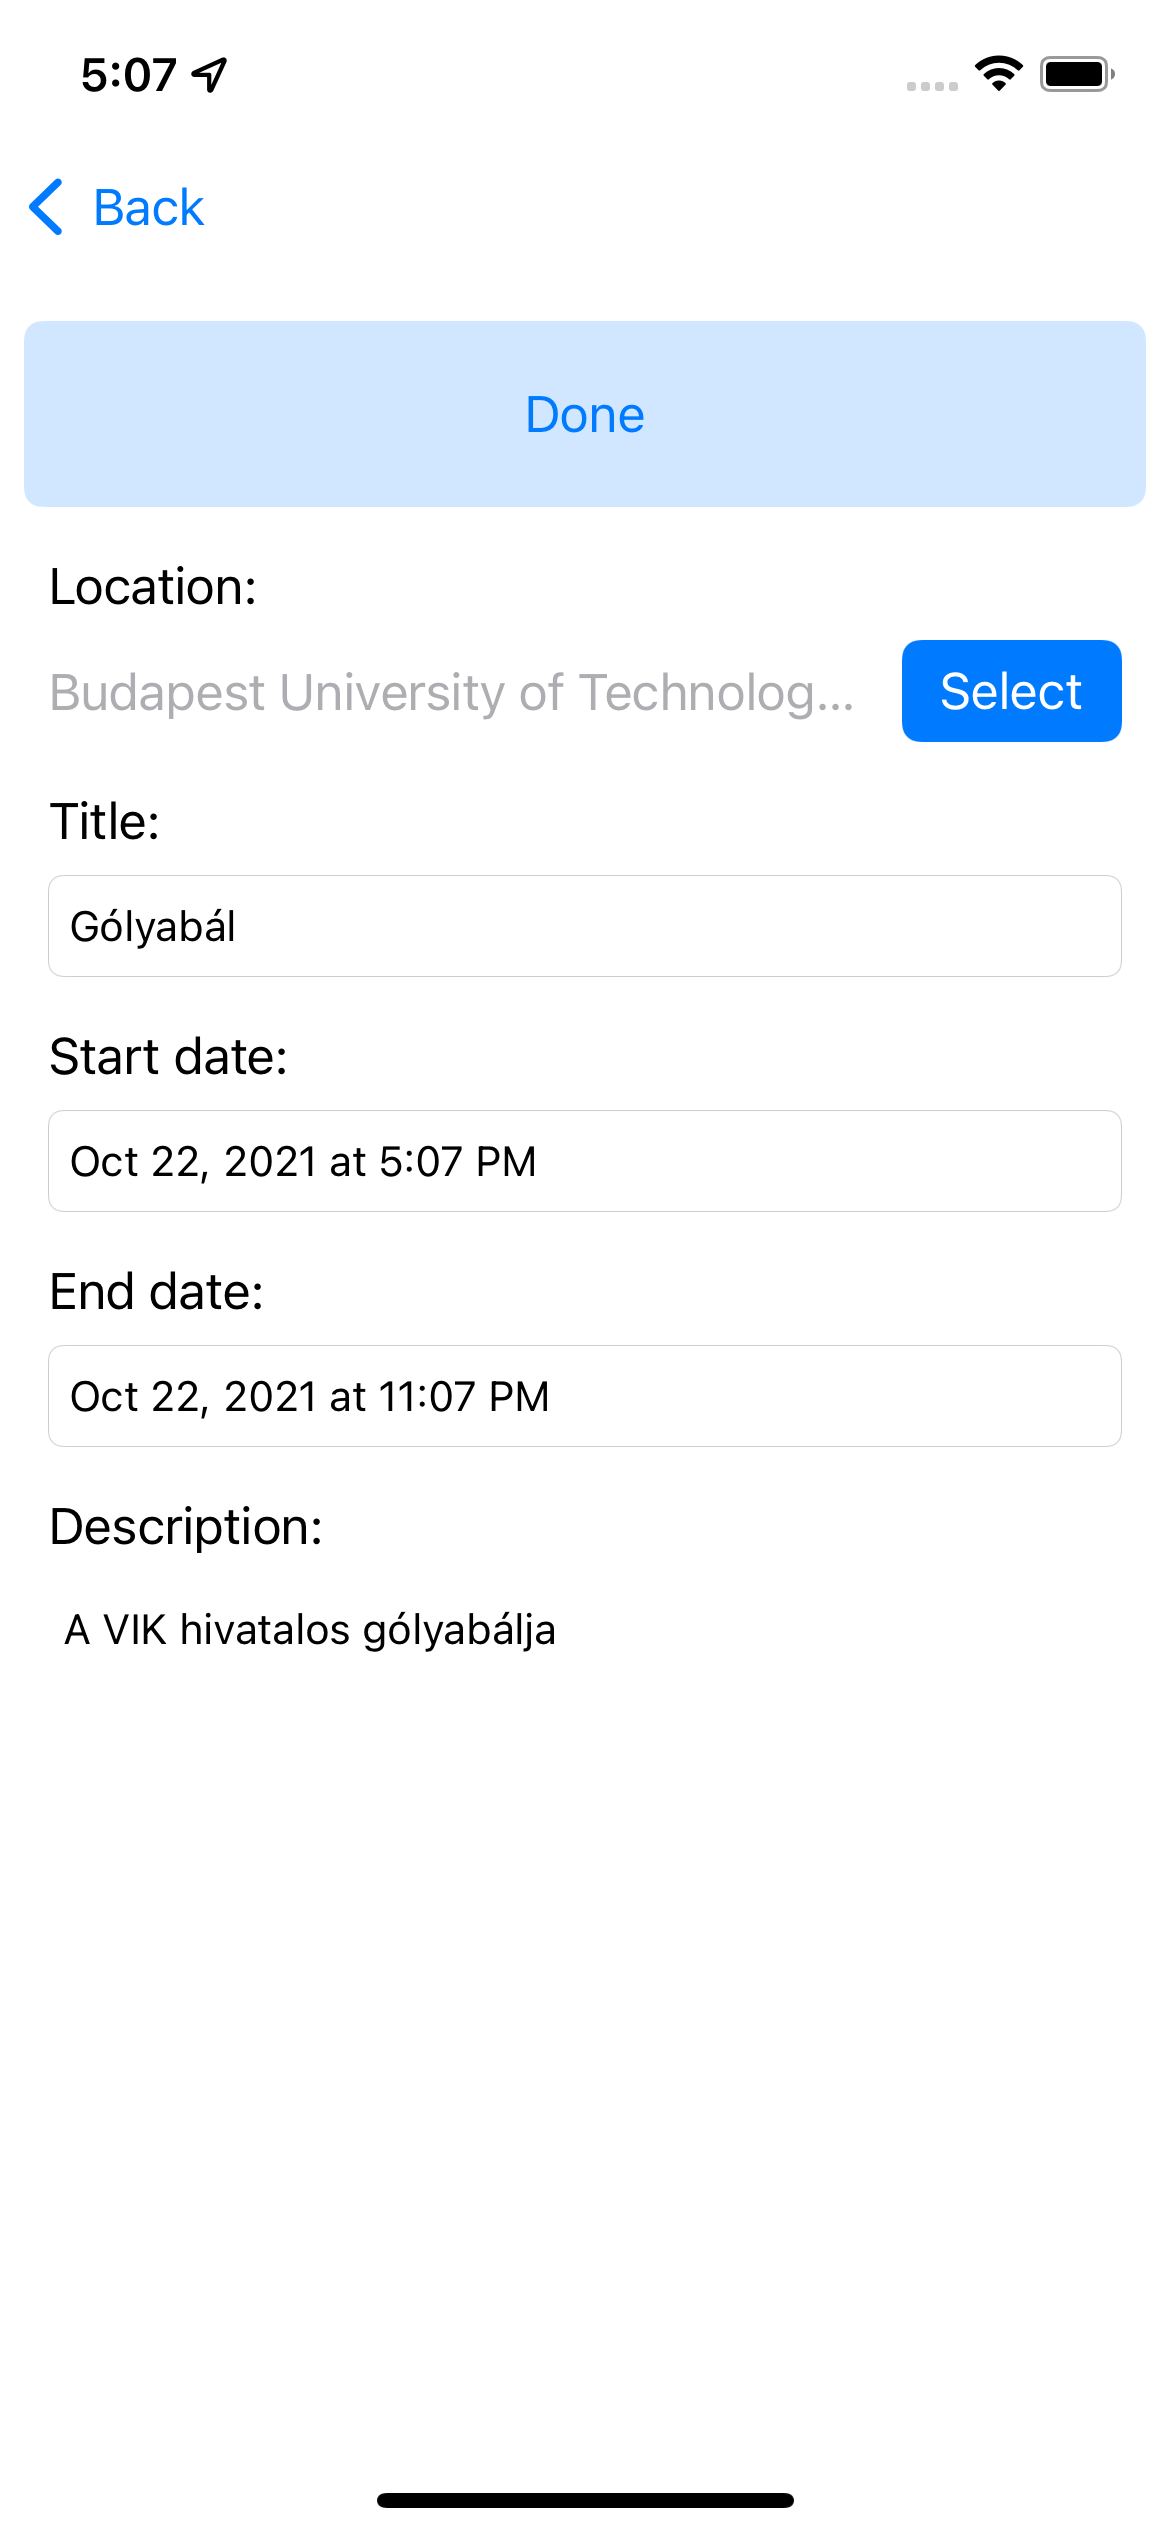 5:07
Back
Done
Location:
Budapest University of Technolog...
Select
Title:
Gólyabál
Start date:
Oct 22, 2021 at 5:07 PM
End date:
Oct 22, 2021 at 11:07 PM
Description:
A VIK hivatalos gólyabálja